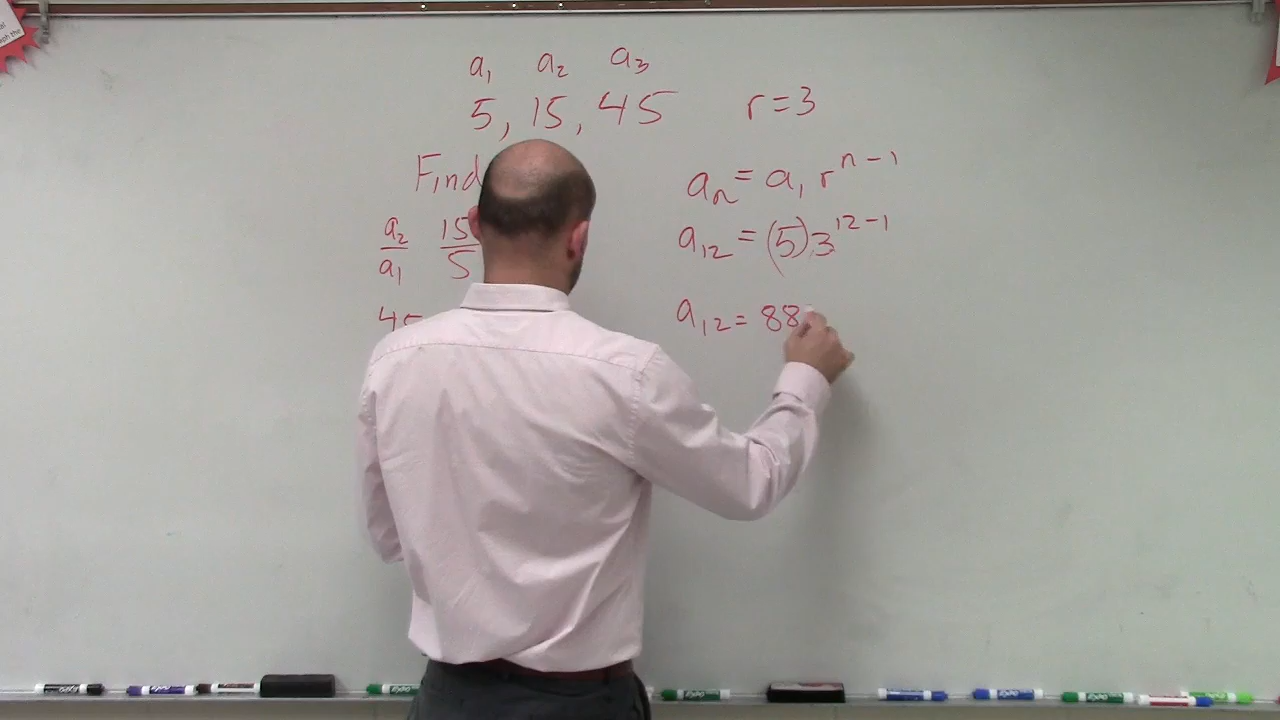 a₁ a₂ a₃
5, 15, 45 r = 3
Find
a₂/a₁ 15/5
45
aₙ = a₁ rⁿ⁻¹
a₁₂ = (5)3¹²⁻¹
a₁₂ = 88